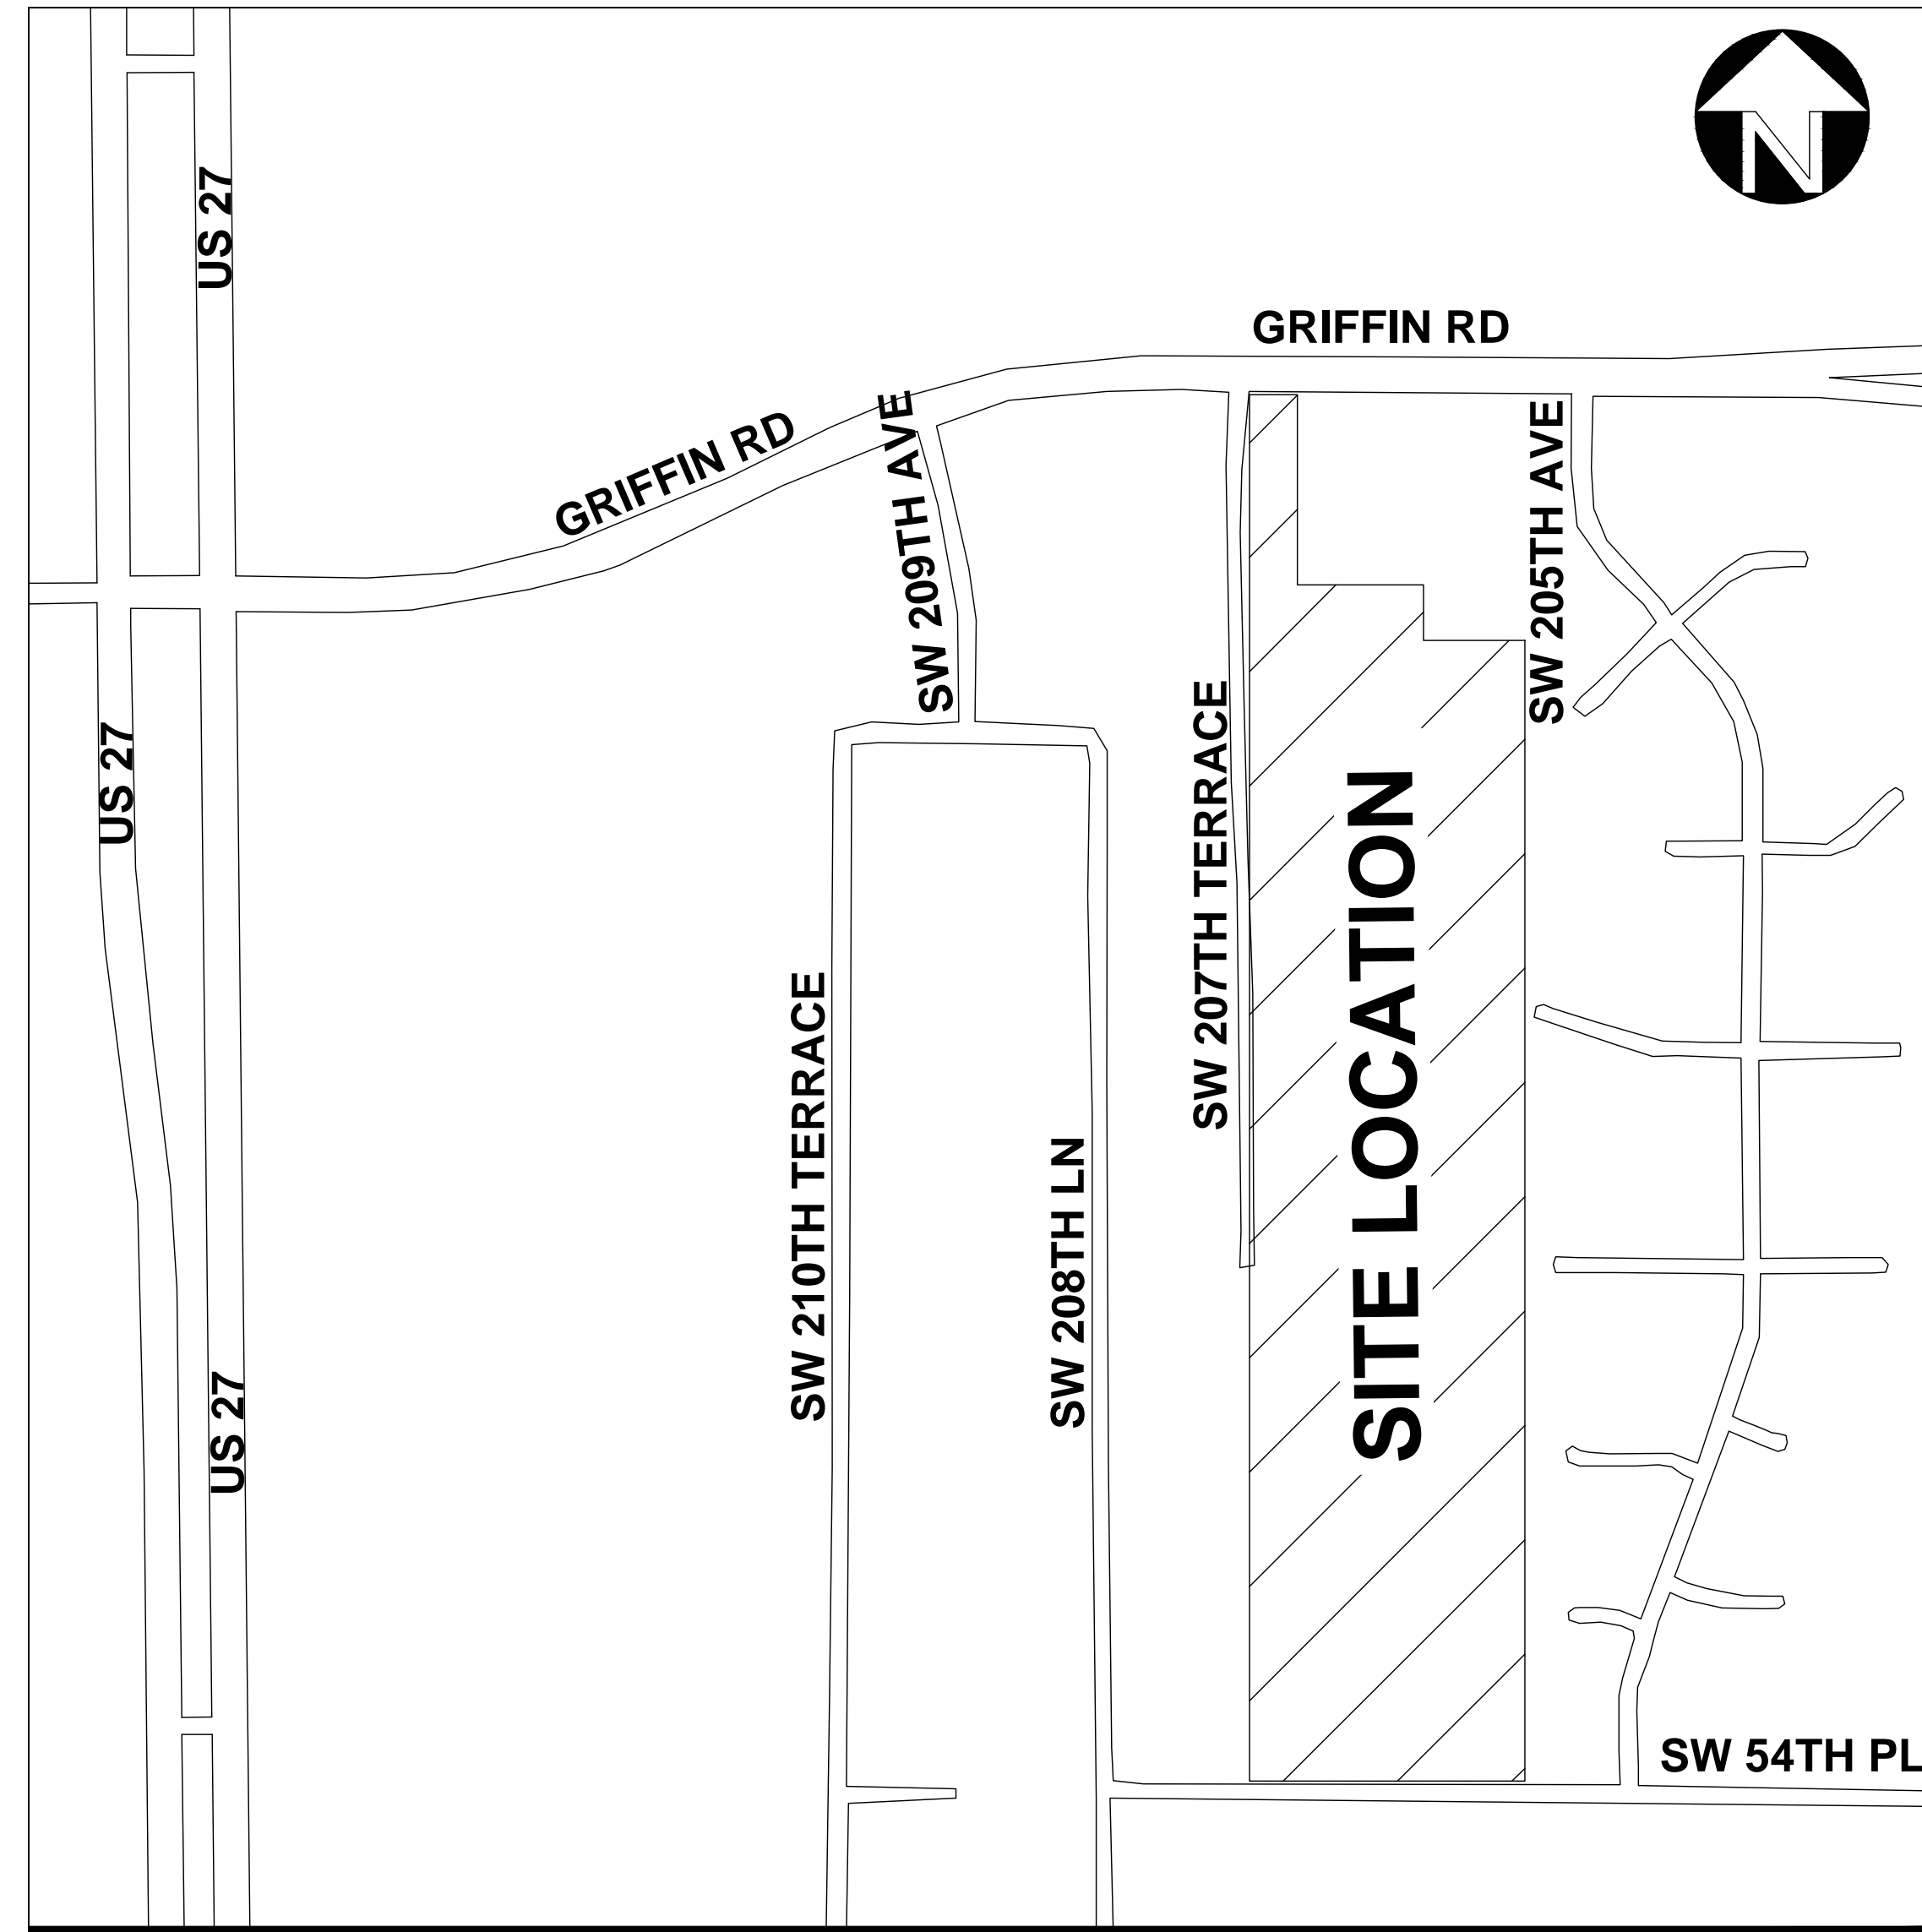 N
US 27
GRIFFIN RD
GRIFFIN RD
SW 209TH AVE
SW 205TH AVE
US 27
SW 207TH TERRACE
SITE LOCATION
SW 210TH TERRACE
SW 208TH LN
US 27
SW 54TH PL